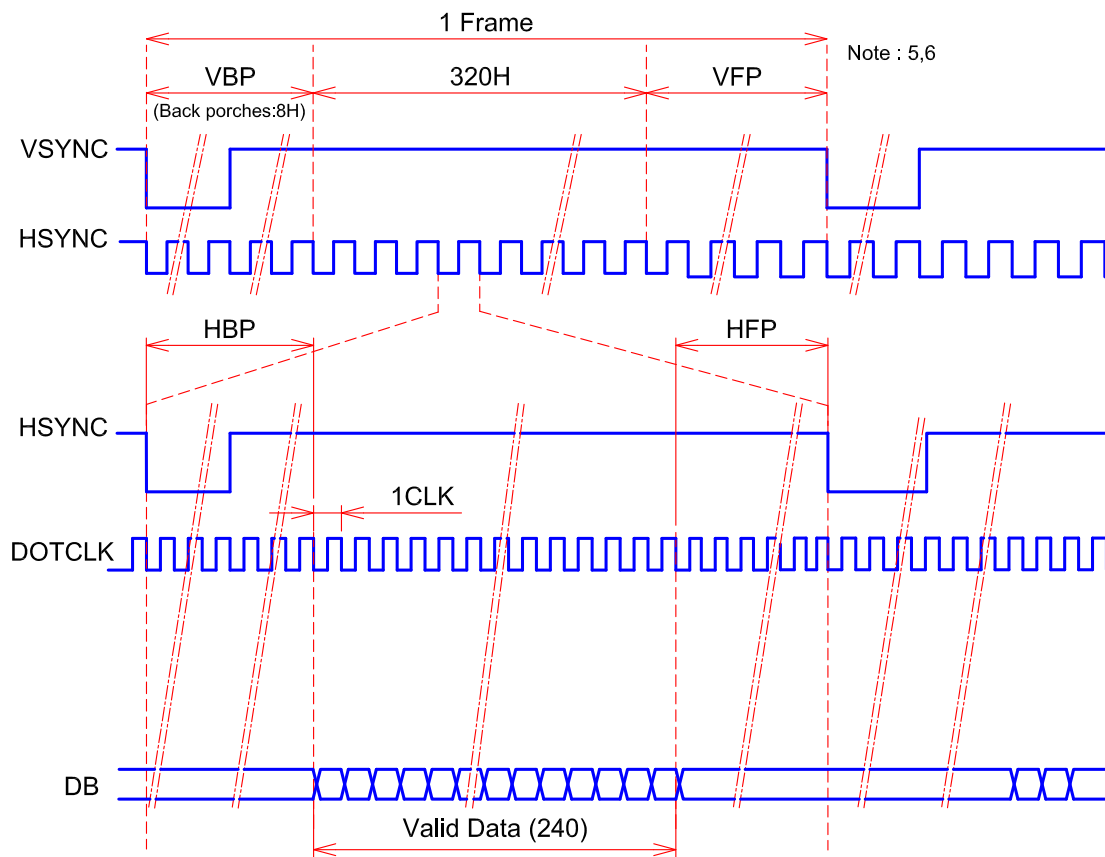 1 Frame
Note : 5,6
VBP
320H
VFP
(Back porches:8H)
VSYNC
HSYNC
HBP
HFP
HSYNC
1CLK
DOTCLK
DB
Valid Data (240)